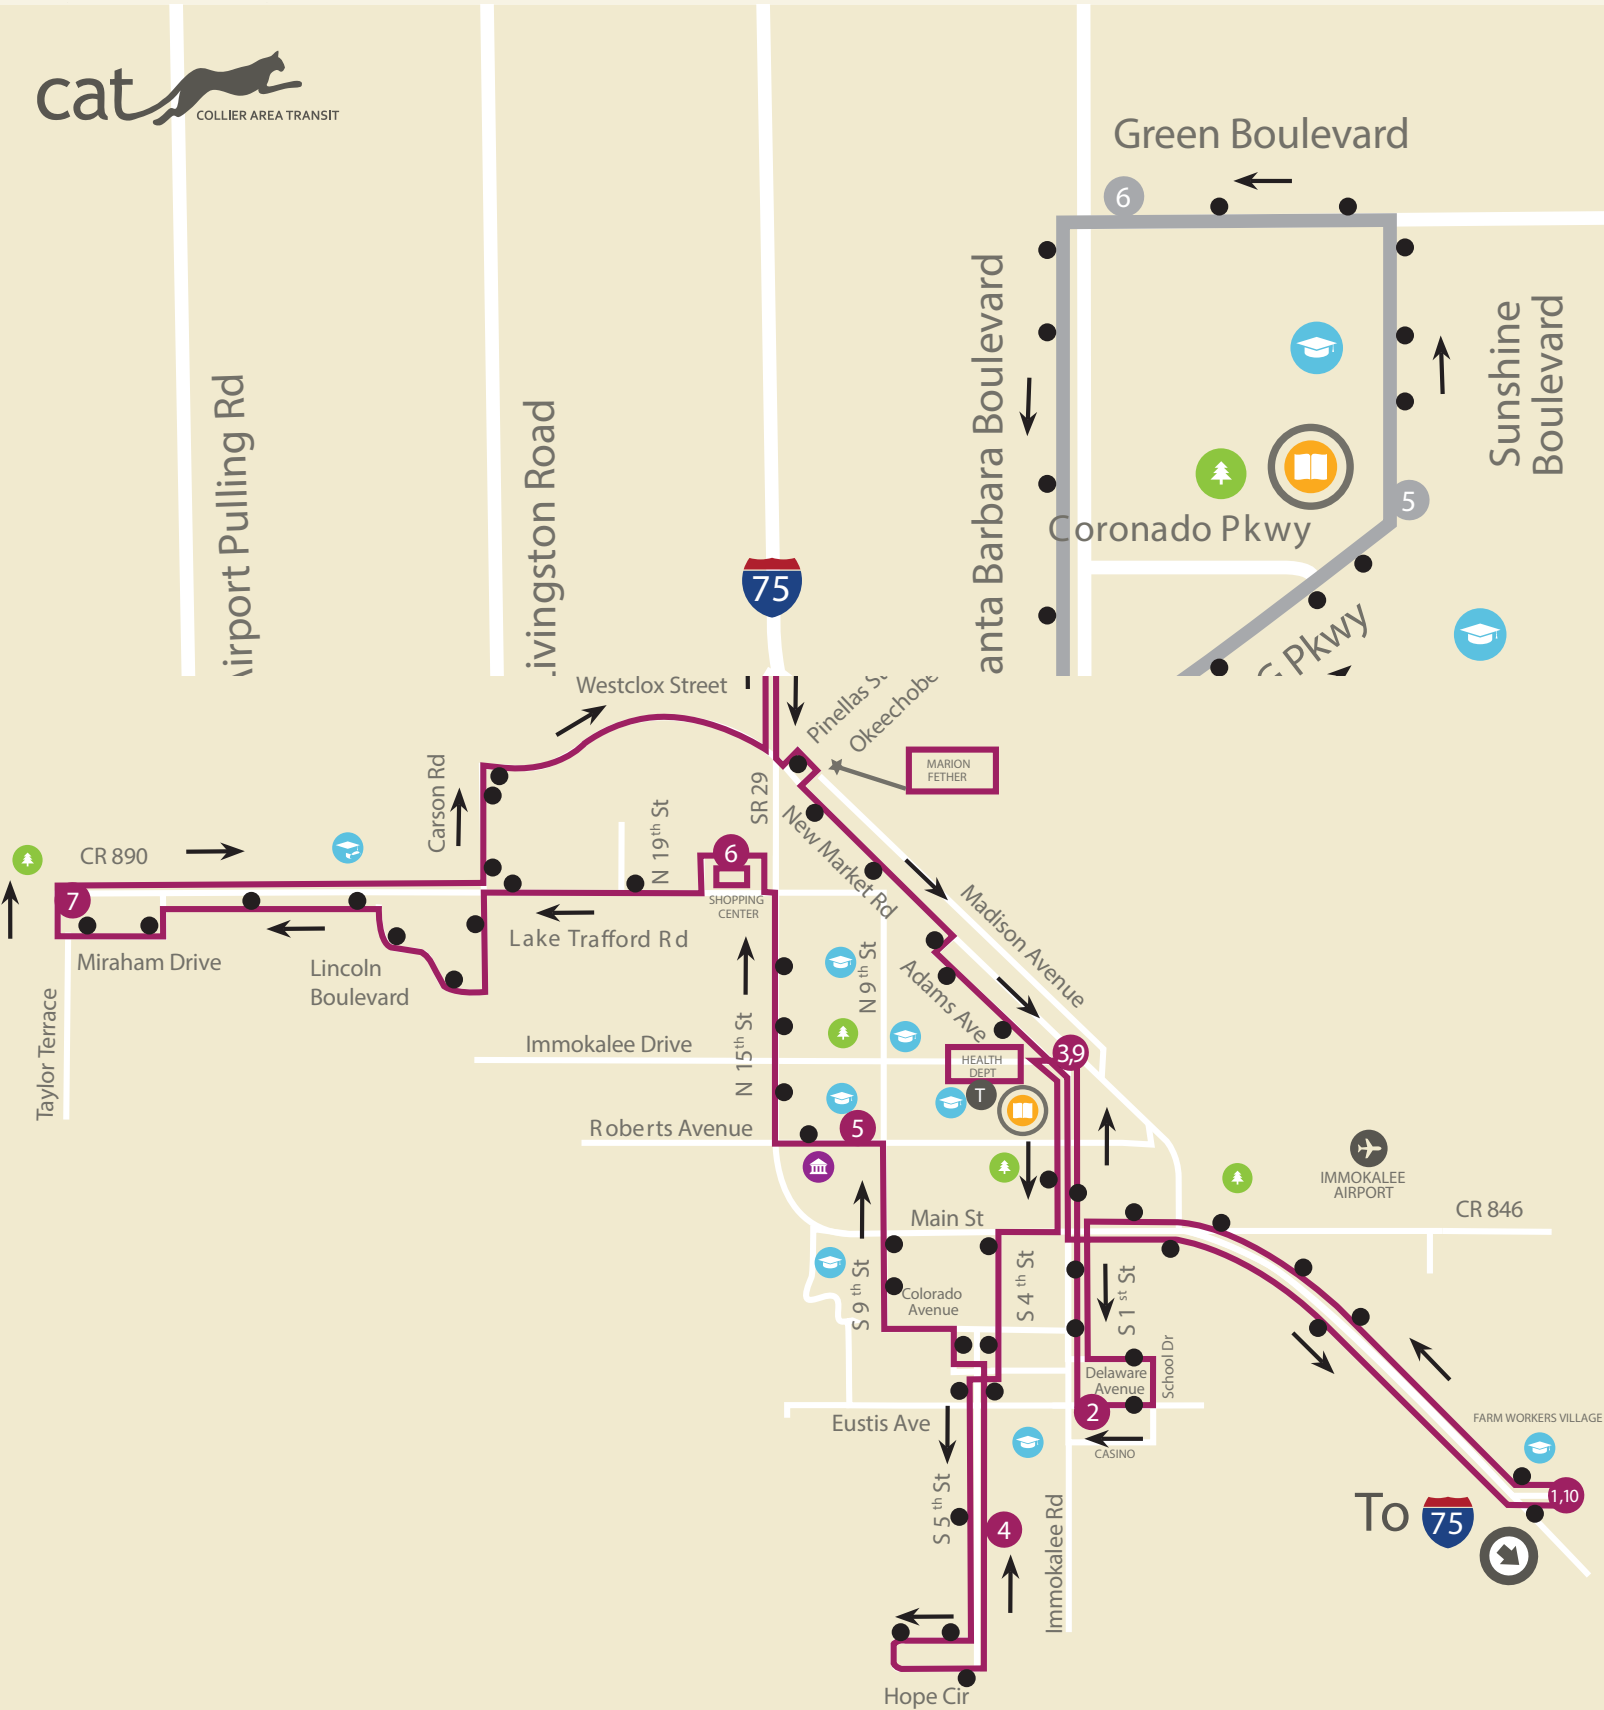 cat
COLLIER AREA TRANSIT
Green Boulevard
6
anta Barbara Boulevard
Sunshine
Boulevard
5
Coronado Pkwy
Pkwy
Airport Pulling Rd
ivingston Road
75
Westclox Street
Pinellas St
Okeechobe
MARION
FETHER
SR 29
Carson Rd
CR 890
7
N 19th St
6
SHOPPING
CENTER
New Market Rd
Madison Avenue
Lake Trafford Rd
Miraham Drive
Lincoln
Boulevard
Taylor Terrace
N 9th St
Adams Ave
N 15th St
Immokalee Drive
HEALTH
DEPT
3,9
T
Roberts Avenue
5
IMMOKALEE
AIRPORT
Main St
CR 846
S 9th St
Colorado
Avenue
S 4th St
S 1st St
School Dr
Delaware
Avenue
2
Eustis Ave
CASINO
FARM WORKERS VILLAGE
1,10
To
75
S 5th St
4
Immokalee Rd
Hope Cir